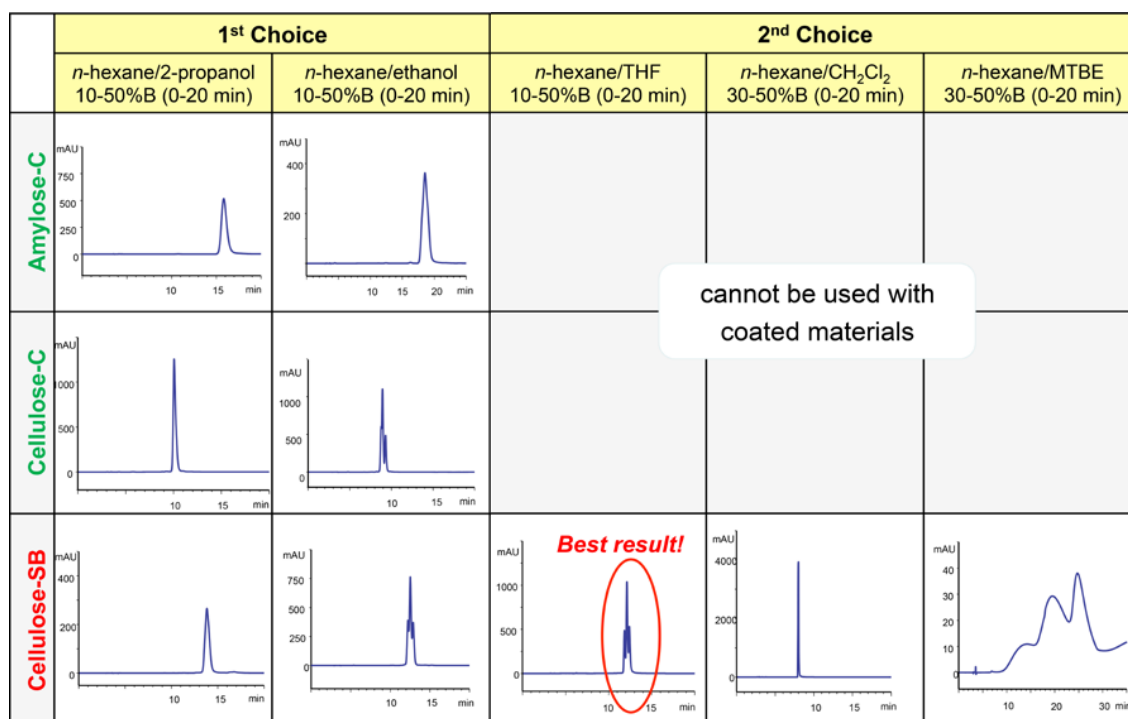 1st Choice
2nd Choice
n-hexane/2-propanol
10-50%B (0-20 min)
n-hexane/ethanol
10-50%B (0-20 min)
n-hexane/THF
10-50%B (0-20 min)
n-hexane/CH2Cl2
30-50%B (0-20 min)
n-hexane/MTBE
30-50%B (0-20 min)
Amylose-C
mAU
750
500
250
0
10
15
min
mAU
400
200
10
15
20
min
cannot be used with
coated materials
Cellulose-C
mAU
1000
500
0
10
15
min
mAU
1000
500
0
10
15
min
Cellulose-SB
mAU
400
200
0
10
15
min
mAU
750
500
250
0
10
15
min
Best result!
mAU
1000
500
0
10
15
min
mAU
4000
2000
0
10
15
min
mAU
40
30
20
10
0
10
20
30
min